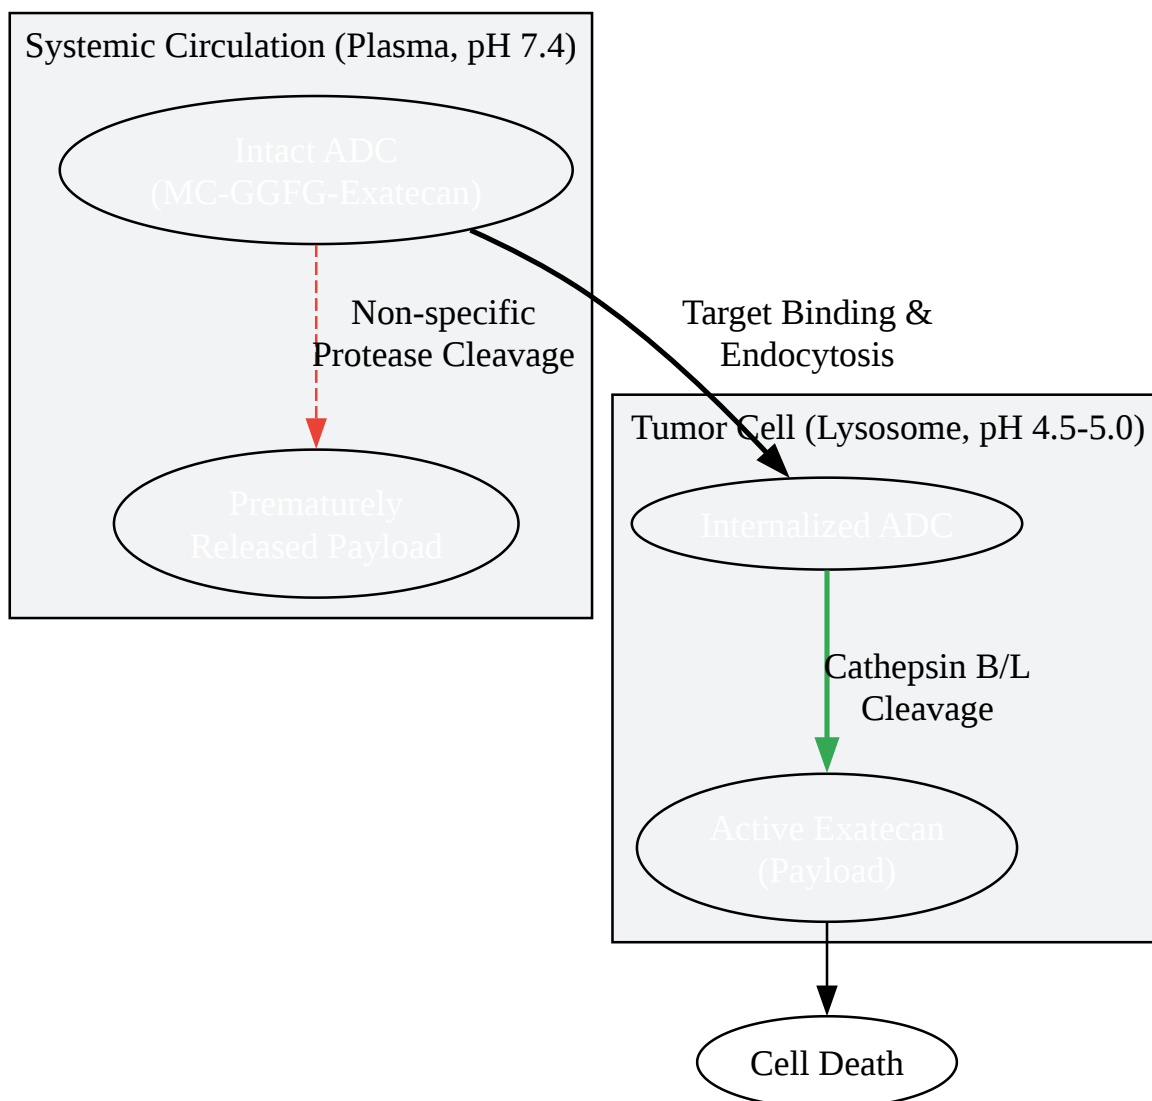 Systemic Circulation (Plasma, pH 7.4)
Intact ADC
(MC-GGFG-Exatecan)
Non-specific
Protease Cleavage
Prematurely
Released Payload
Target Binding &
Endocytosis
Tumor Cell (Lysosome, pH 4.5-5.0)
Internalized ADC
Cathepsin B/L
Cleavage
Active Exatecan
(Payload)
Cell Death